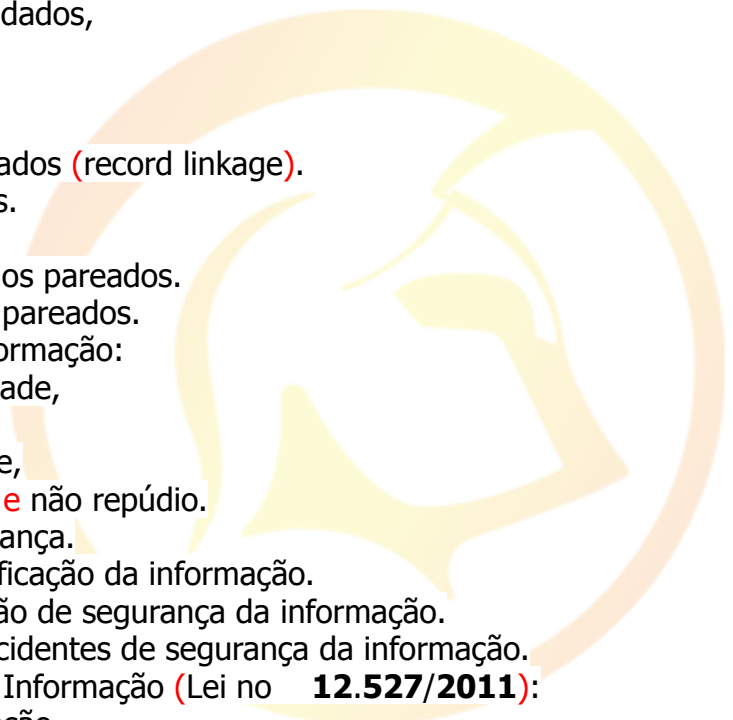 dados,
ados (record linkage).
s.
os pareados.
pareados.
ormação:
ade,
e,
e não repúdio.
ança.
ficação da informação.
ão de segurança da informação.
cidentes de segurança da informação.
Informação (Lei no 12.527/2011):